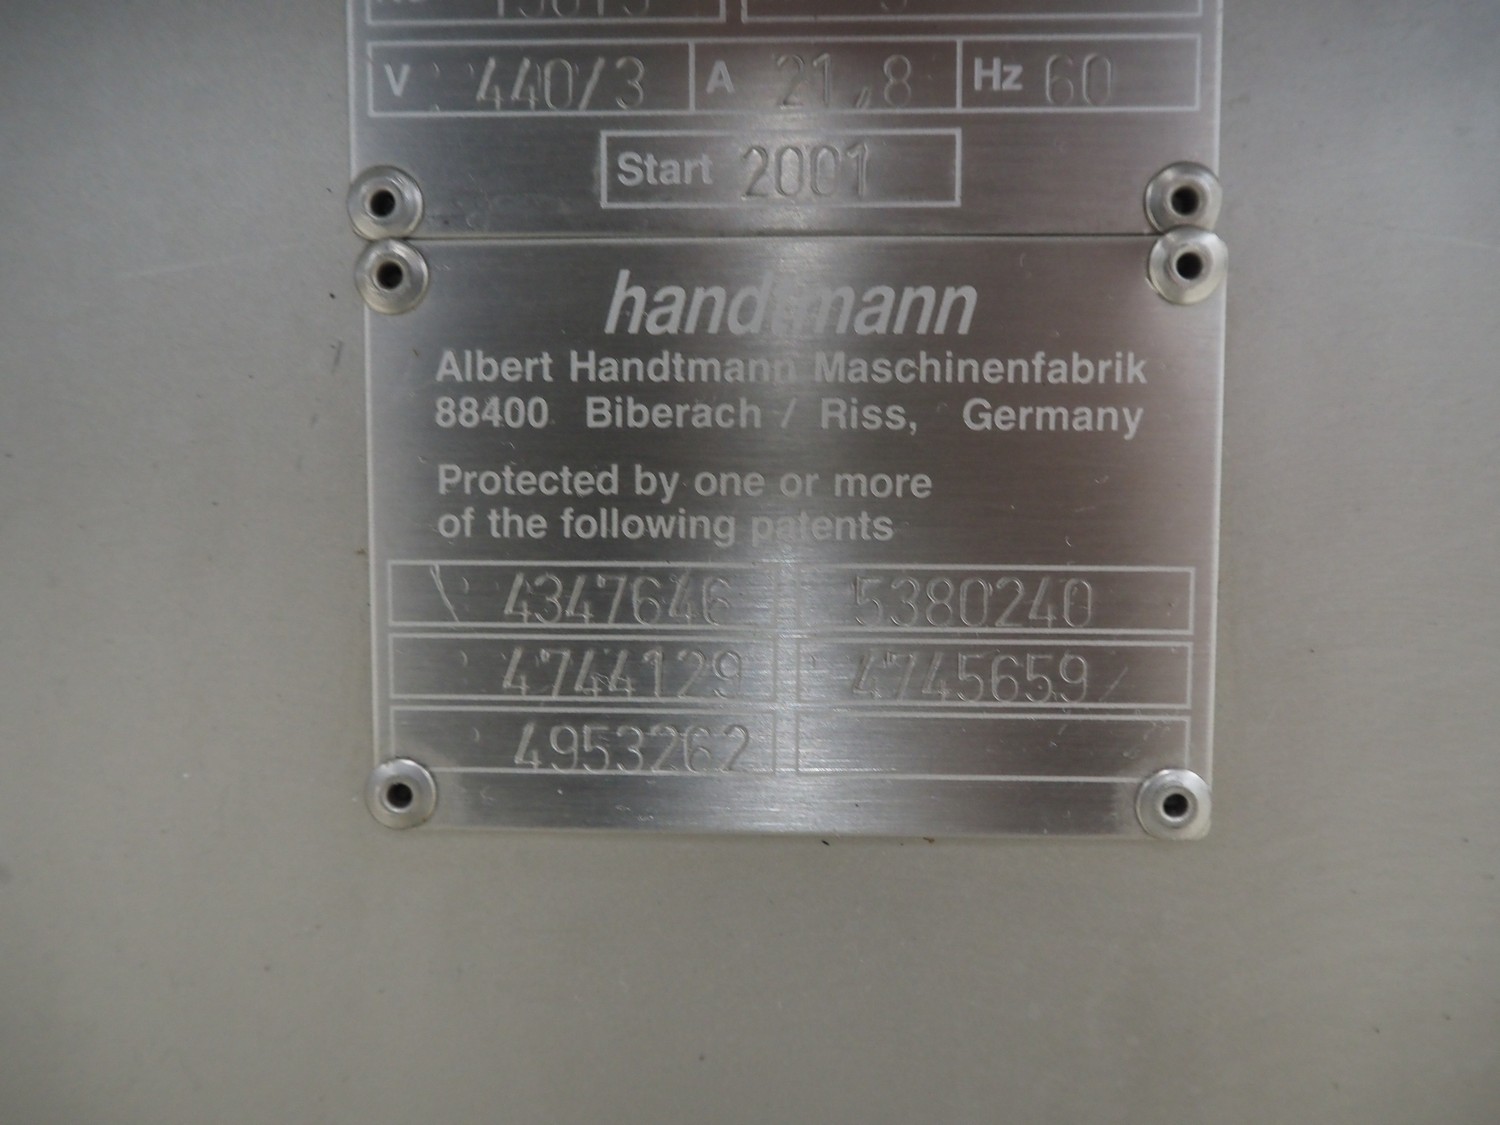 V 440/3 A 21,8 Hz 60
Start 2001
handtmann
Albert Handtmann Maschinenfabrik
88400 Biberach / Riss, Germany
Protected by one or more
of the following patents
4347646 5380240
4744129 4745659
4953262